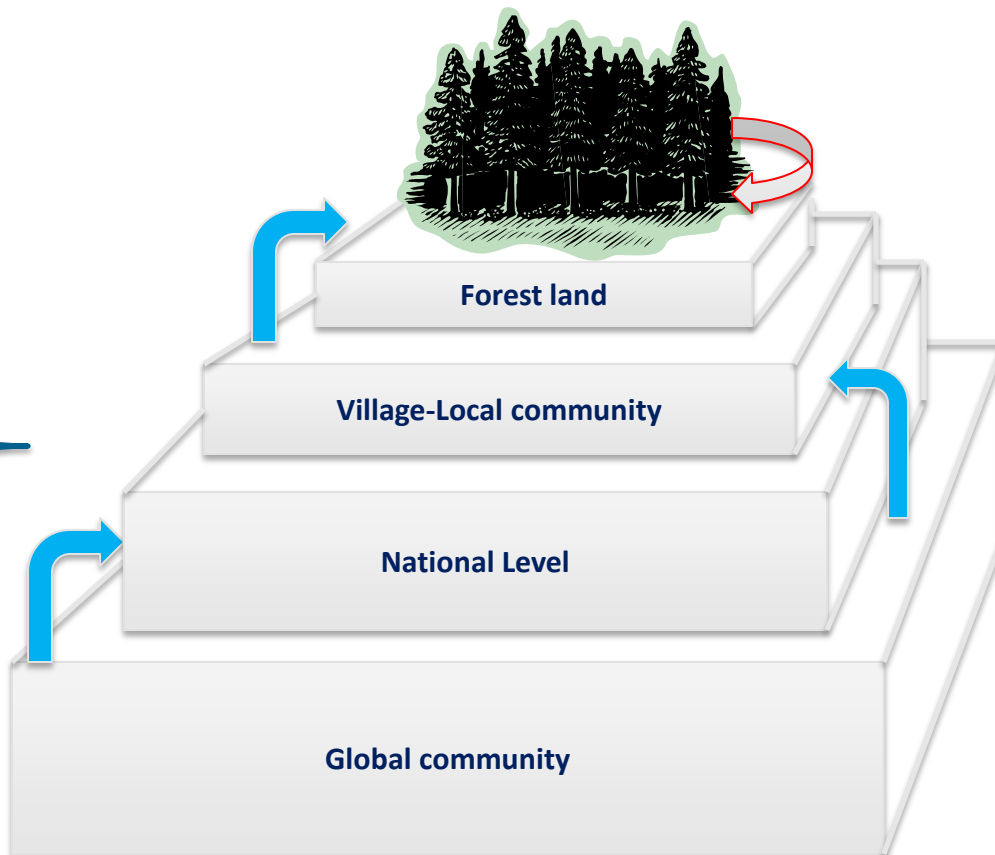 Forest land
Village-Local community
National Level
Global community